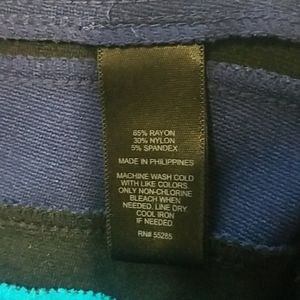 65% RAYON
30% NYLON
5% SPANDEX
MADE IN PHILIPPINES
MACHINE WASH COLD
WITH LIKE COLORS.
ONLY NON-CHLORINE
BLEACH WHEN
NEEDED. LINE DRY
COOL IRON
IF NEEDED
RN# 55285